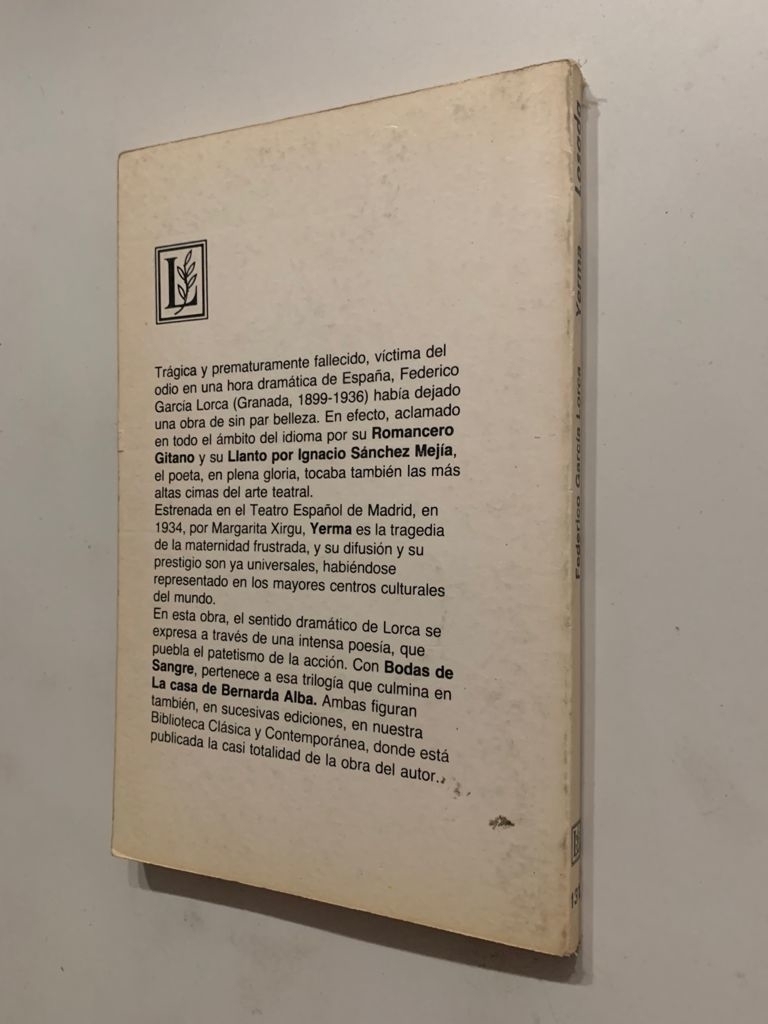 L
Trágica y prematuramente fallecido, víctima del
odio en una hora dramática de España, Federico
García Lorca (Granada, 1899-1936) había dejado
una obra de sin par belleza. En efecto, aclamado
en todo el ámbito del idioma por su Romancero
Gitano y su Llanto por Ignacio Sánchez Mejía,
el poeta, en plena gloria, tocaba también las más
altas cimas del arte teatral.
Estrenada en el Teatro Español de Madrid, en
1934, por Margarita Xirgu, Yerma es la tragedia
de la maternidad frustrada, y su difusión y su
prestigio son ya universales, habiéndose
representado en los mayores centros culturales
del mundo.
En esta obra, el sentido dramático de Lorca se
expresa a través de una intensa poesía, que
puebla el patetismo de la acción. Con Bodas de
Sangre, pertenece a esa trilogía que culmina en
La casa de Bernarda Alba. Ambas figuran
también, en sucesivas ediciones, en nuestra
Biblioteca Clásica y Contemporánea, donde está
publicada la casi totalidad de la obra del autor.
Federico García Lorca Yerma Losada